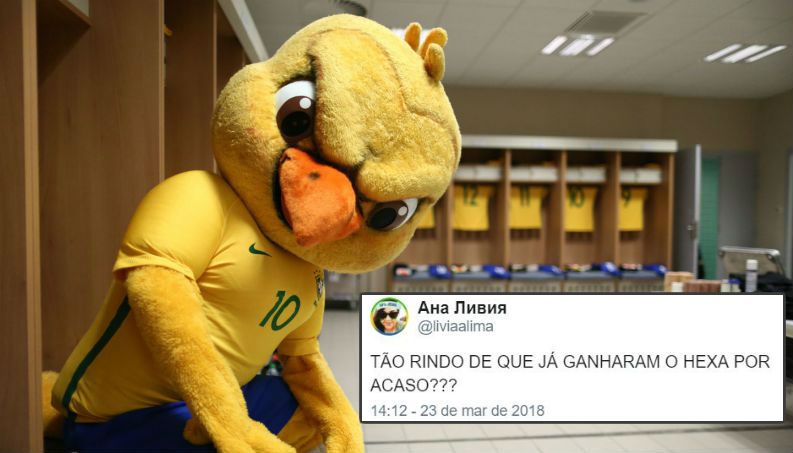 12
11
10
9
10
Ана Ливия
@liviaalima
TÃO RINDO DE QUE JÁ GANHARAM O HEXA POR
ACASO???
14:12 - 23 de mar de 2018